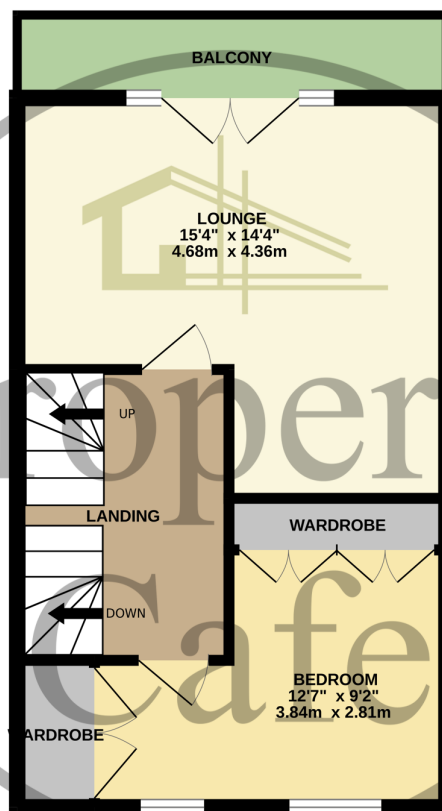 BALCONY
LOUNGE
15'4" x 14'4"
4.68m x 4.36m
UP
LANDING
WARDROBE
DOWN
BEDROOM
12'7" x 9'2"
3.84m x 2.81m
WARDROBE
roper
Cafe